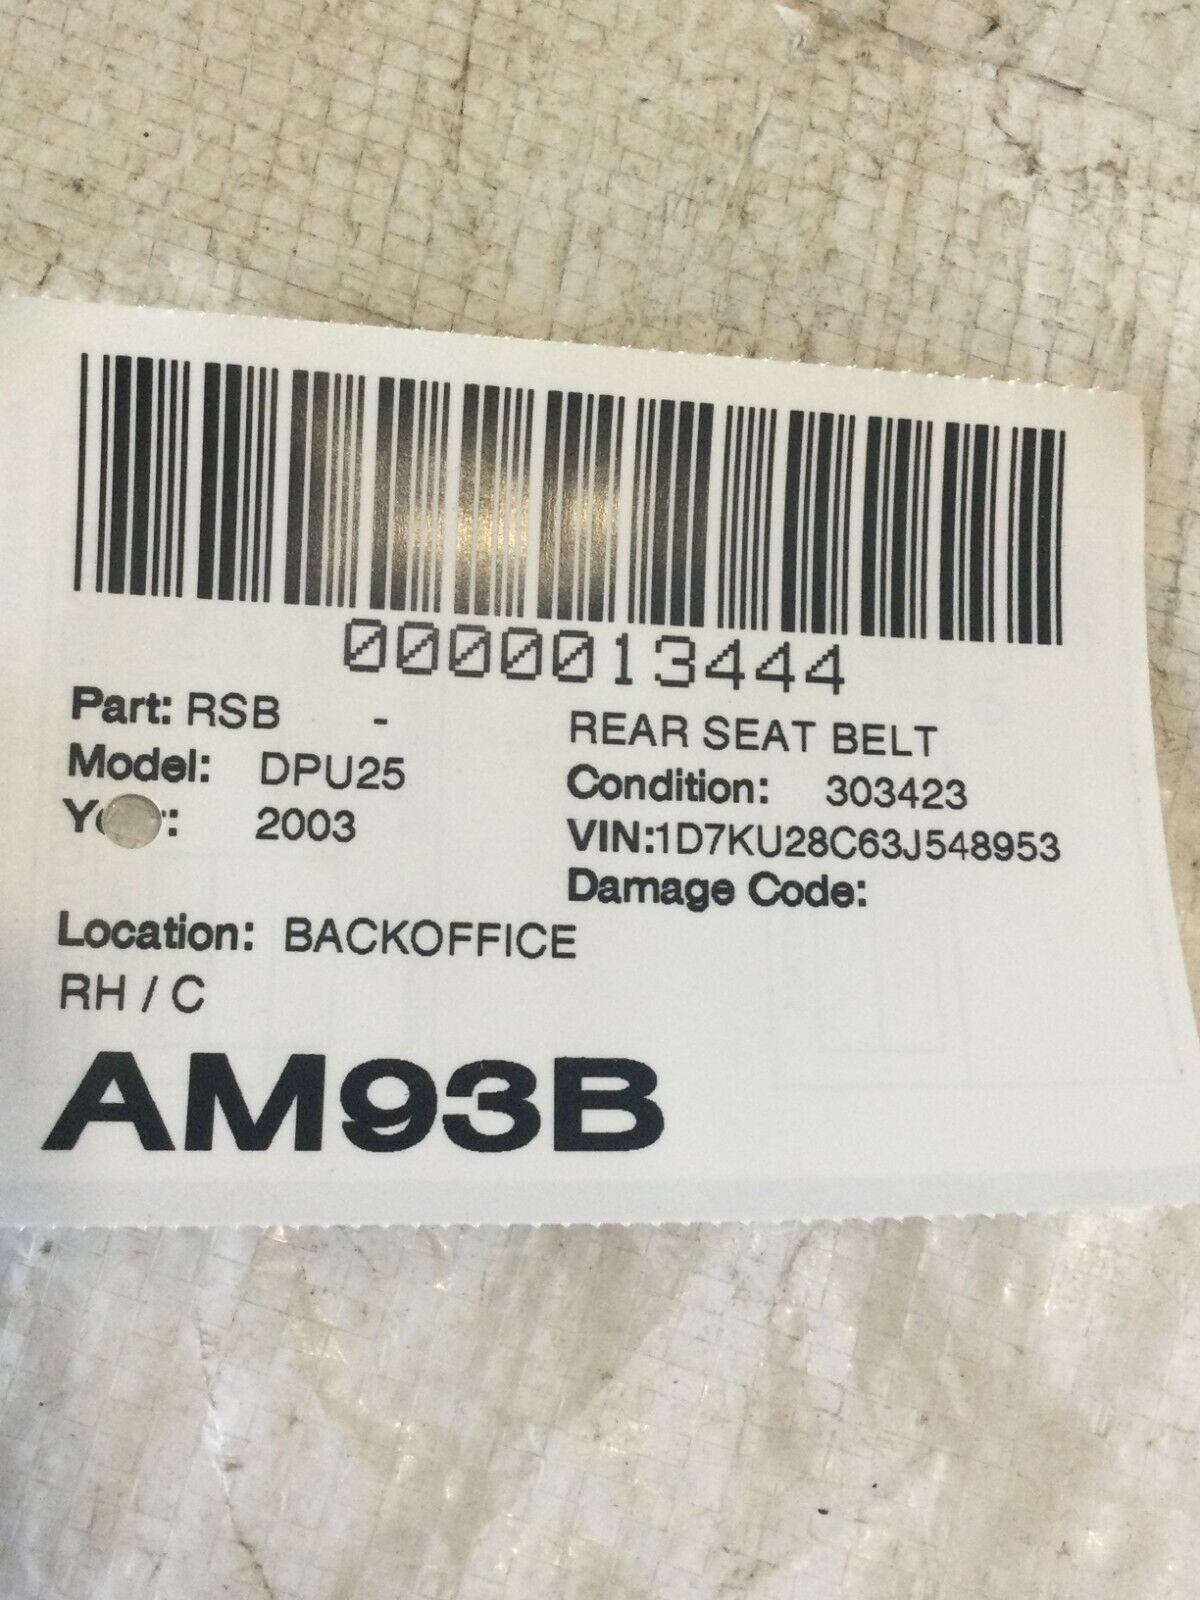 0000013444
Part: RSB - REAR SEAT BELT
Model: DPU25 Condition: 303423
2003 VIN:1D7KU28C63J548953
Damage Code:
Location: BACKOFFICE
RH / C
AM93B